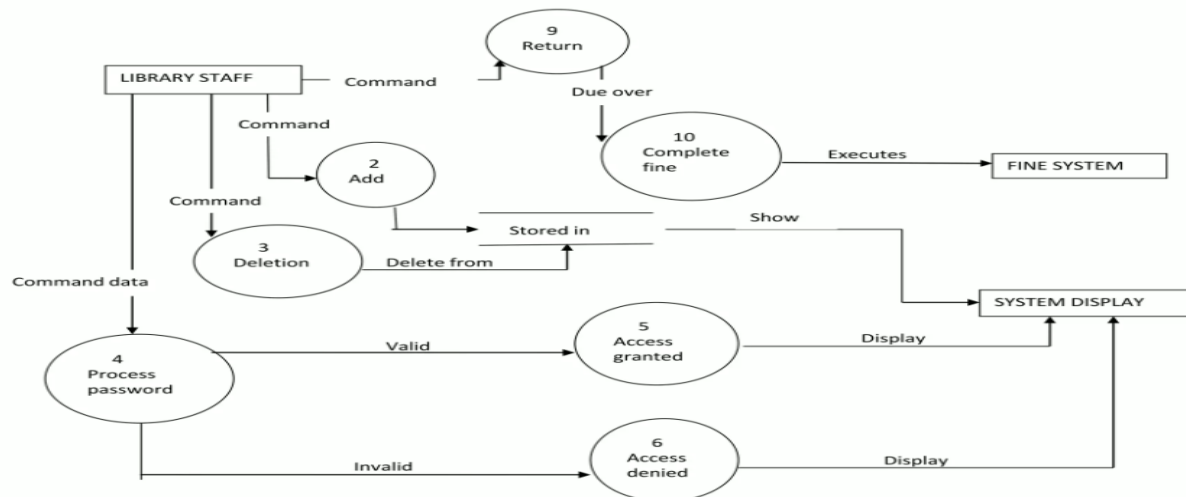 9
Return
LIBRARY STAFF
Command
Due over
Command
10
Complete
fine
Executes
FINE SYSTEM
2
Add
Command
Show
Stored in
3
Deletion
Delete from
Command data
SYSTEM DISPLAY
5
Access
granted
Valid
Display
4
Process
password
6
Access
denied
Invalid
Display